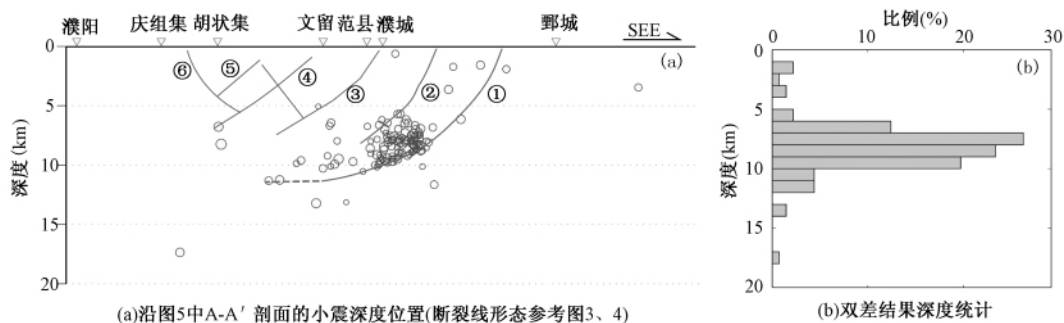 濮阳 庆组集 胡状集 文留 范县 濮城 鄄城 SEE
(a)
0
5
10
15
20
深度 (km)
⑥ ⑤ ④ ③ ② ①
(a)沿图5中A-A′ 剖面的小震深度位置(断裂线形态参考图3、4)
比例(%)
0 10 20 30
(b)
0
5
10
15
20
深度(km)
(b)双差结果深度统计